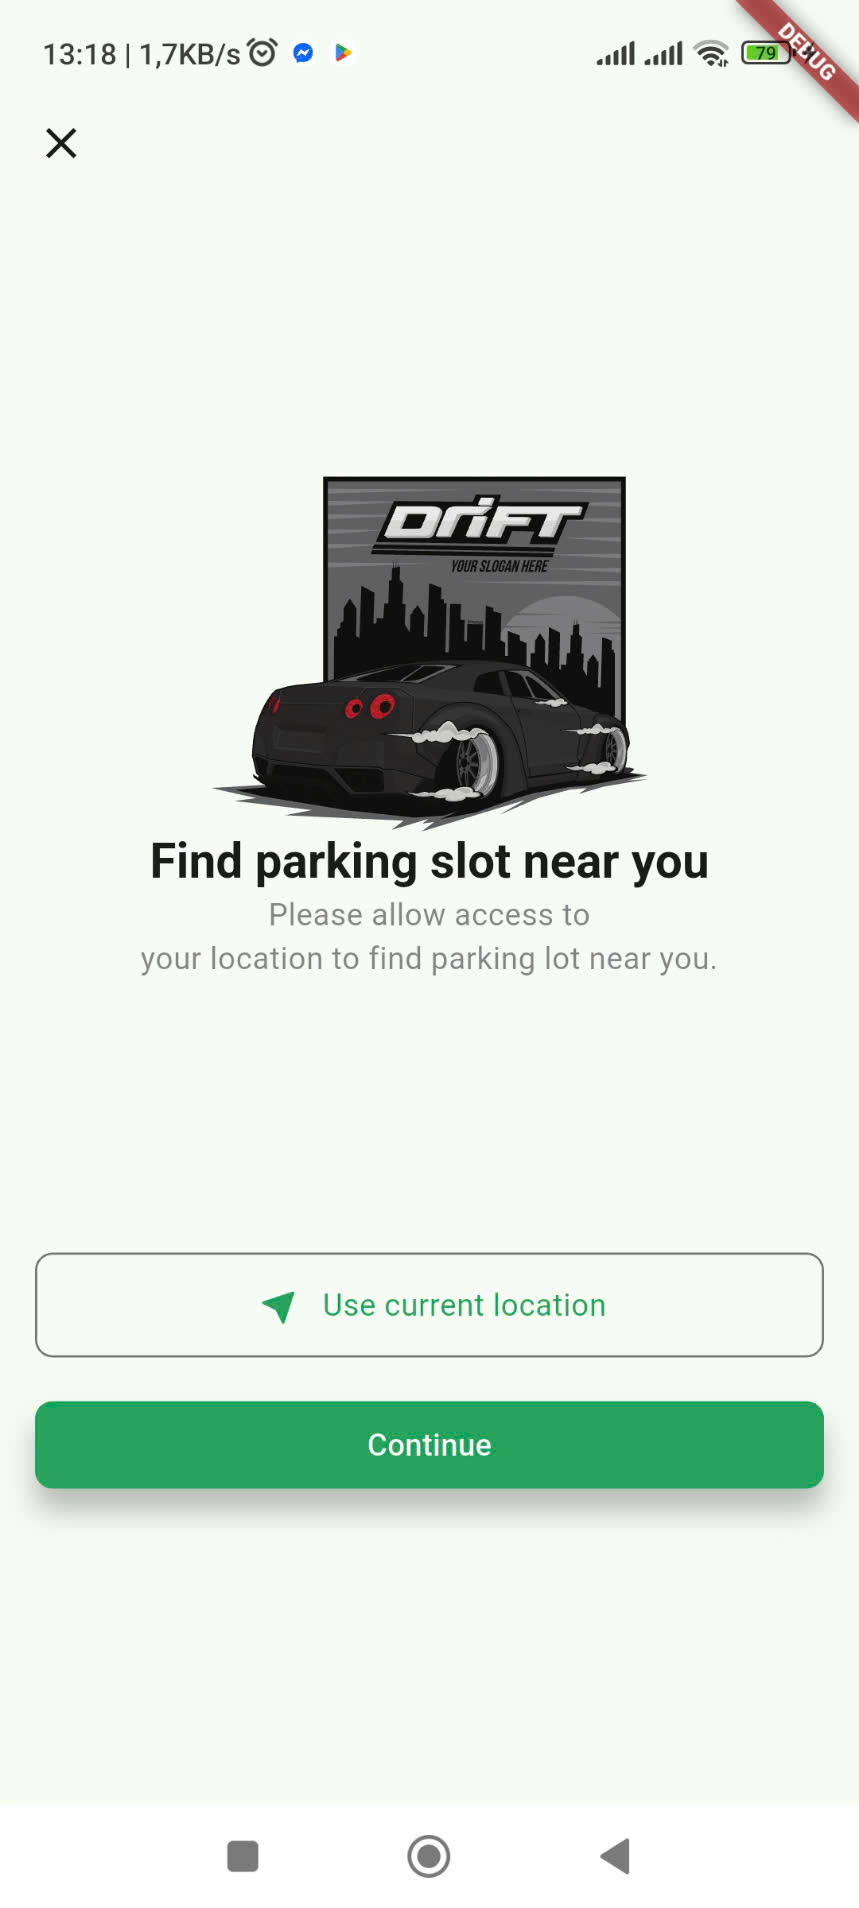 13:18 | 1,7KB/s
79
DEBUG
DRIFT
YOUR SLOGAN HERE
Find parking slot near you
Please allow access to
your location to find parking lot near you.
Use current location
Continue